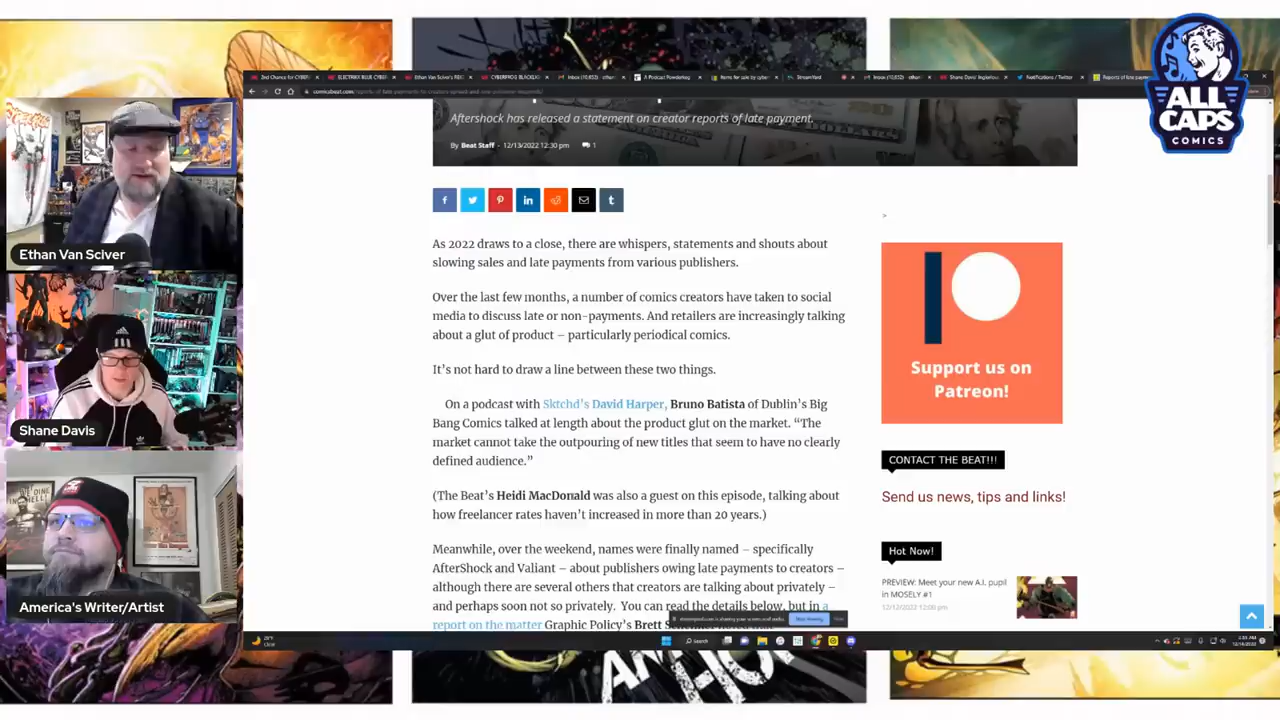 Ethan Van Sciver
Shane Davis
America's Writer/Artist
ALL
CAPS
COMICS
Aftershock has released a statement on creator reports of late payment.
By Beat Staff - 12/13/2022 12:30 pm 1
As 2022 draws to a close, there are whispers, statements and shouts about
slowing sales and late payments from various publishers.
Over the last few months, a number of comics creators have taken to social
media to discuss late or non-payments. And retailers are increasingly talking
about a glut of product – particularly periodical comics.
It's not hard to draw a line between these two things.
On a podcast with Sktchd's David Harper, Bruno Batista of Dublin's Big
Bang Comics talked at length about the product glut on the market. “The
market cannot take the outpouring of new titles that seem to have no clearly
defined audience.”
(The Beat's Heidi MacDonald was also a guest on this episode, talking about
how freelancer rates haven't increased in more than 20 years.)
Meanwhile, over the weekend, names were finally named – specifically
AfterShock and Valiant – about publishers owing late payments to creators –
although there are several others that creators are talking about privately –
and perhaps soon not so privately. You can read the details below, but in a
report on the matter Graphic Policy's Brett
>
Support us on
Patreon!
CONTACT THE BEAT!!!
Send us news, tips and links!
Hot Now!
PREVIEW: Meet your new A.I. pupil
in MOSELY #1
12/12/2022 12:00 pm
Search